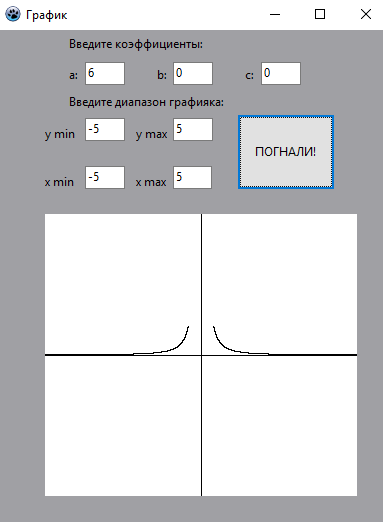 График
Введите коэффициенты:
a: 6 b: 0 c: 0
Введите диапазон графияка:
y min -5 y max 5
ПОГНАЛИ!
x min -5 x max 5